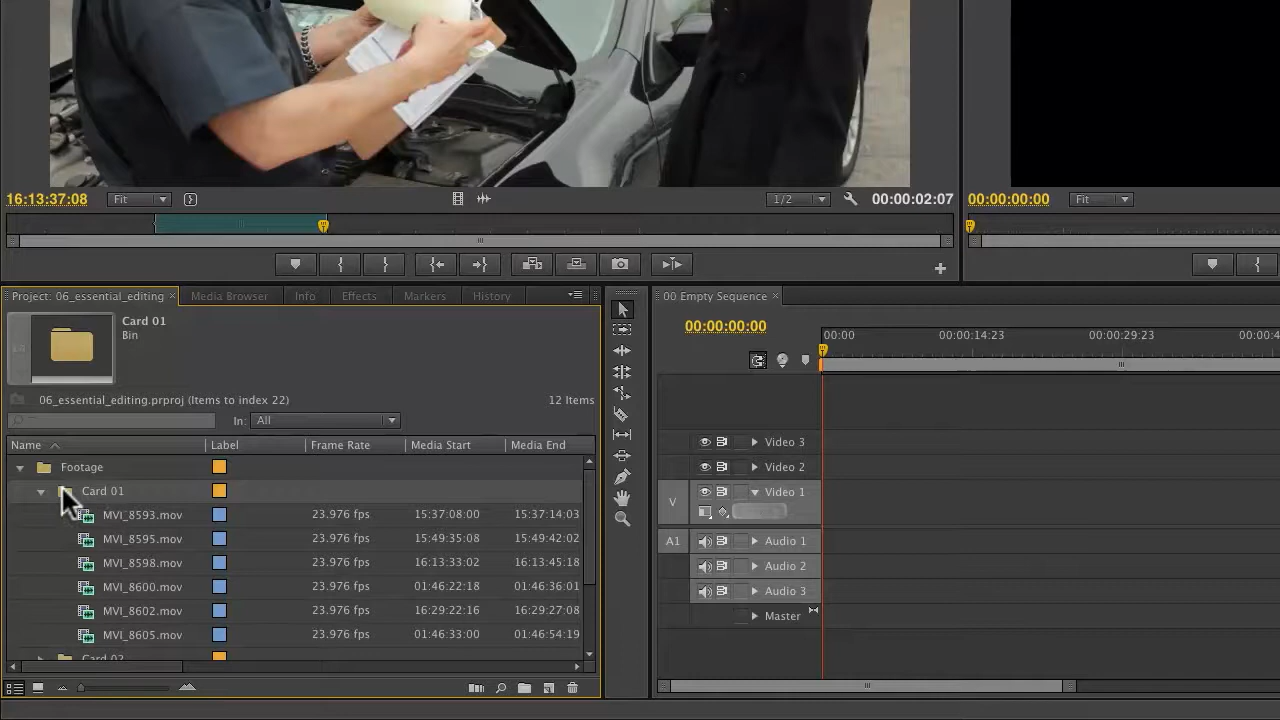 16:13:37:08 Fit 1/2 00:00:02:07 00:00:00:00 Fit
Project: 06_essential_editing × Media Browser Info Effects Markers History 00 Empty Sequence ×
Card 01
Bin
00:00:00:00 00:00 00:00:14:23 00:00:29:23 00:00:4
06_essential_editing.prproj (Items to index 22) 12 Items
In: All
Name Label Frame Rate Media Start Media End
Footage
Card 01
MVI_8593.mov 23.976 fps 15:37:08:00 15:37:14:03
MVI_8595.mov 23.976 fps 15:49:35:08 15:49:42:02
MVI_8598.mov 23.976 fps 16:13:33:02 16:13:45:18
MVI_8600.mov 23.976 fps 01:46:22:18 01:46:36:01
MVI_8602.mov 23.976 fps 16:29:22:16 16:29:27:08
MVI_8605.mov 23.976 fps 01:46:33:00 01:46:54:19
Card 02
Video 3
Video 2
V Video 1
A1 Audio 1
Audio 2
Audio 3
Master